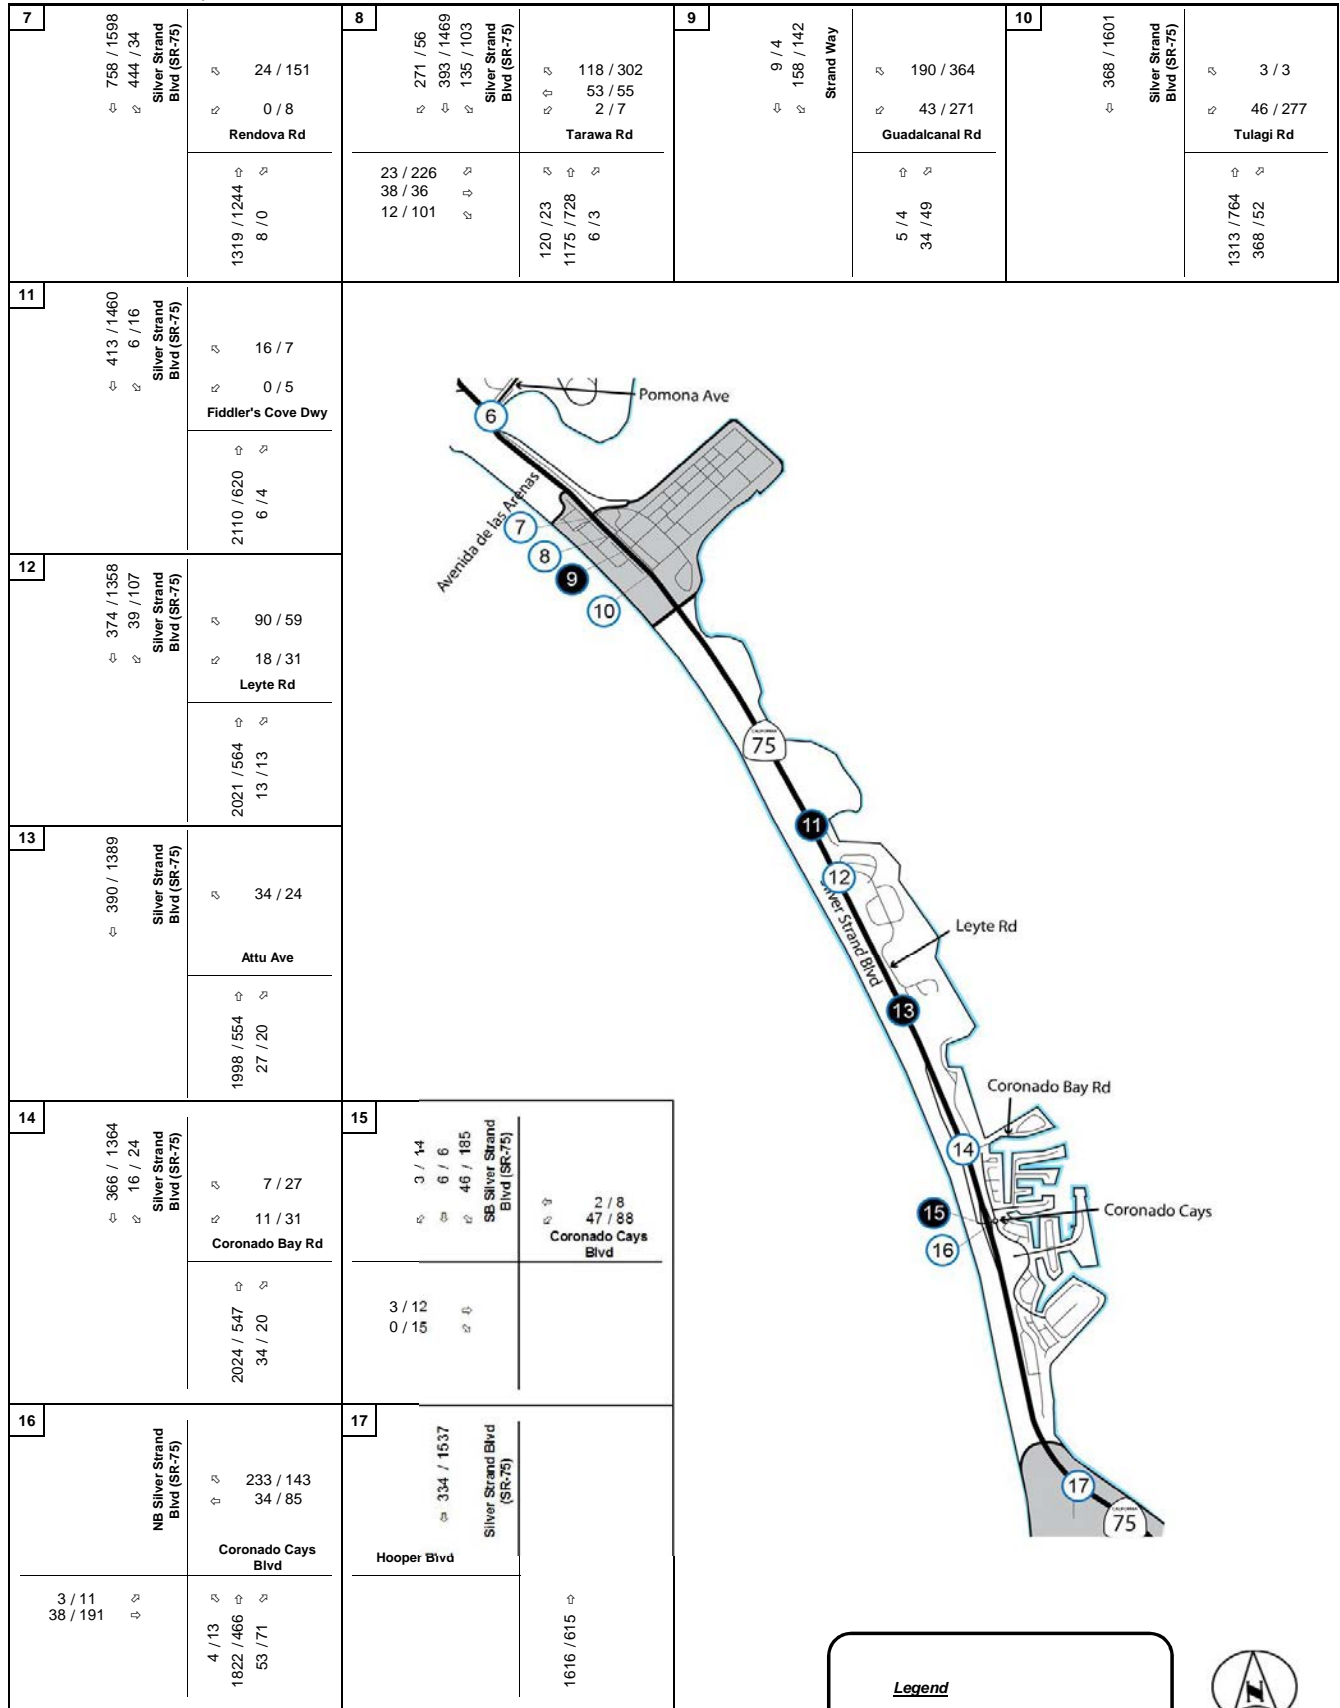 7
758 / 1598
444 / 34
Silver Strand
Blvd (SR-75)
24 / 151
0 / 8
Rendova Rd
1319 / 1244
8 / 0
8
271 / 56
393 / 1469
135 / 103
Silver Strand
Blvd (SR-75)
118 / 302
53 / 55
2 / 7
Tarawa Rd
23 / 226
38 / 36
12 / 101
120 / 23
1175 / 728
6 / 3
9
9 / 4
158 / 142
Strand Way
190 / 364
43 / 271
Guadalcanal Rd
5 / 4
34 / 49
10
368 / 1601
Silver Strand
Blvd (SR-75)
3 / 3
46 / 277
Tulagi Rd
1313 / 764
368 / 52
11
413 / 1460
6 / 16
Silver Strand
Blvd (SR-75)
16 / 7
0 / 5
Fiddler's Cove Dwy
2110 / 620
6 / 4
12
374 / 1358
39 / 107
Silver Strand
Blvd (SR-75)
90 / 59
18 / 31
Leyte Rd
2021 / 564
13 / 13
13
390 / 1389
Silver Strand
Blvd (SR-75)
34 / 24
Attu Ave
1998 / 554
27 / 20
14
366 / 1364
16 / 24
Silver Strand
Blvd (SR-75)
7 / 27
11 / 31
Coronado Bay Rd
2024 / 547
34 / 20
15
3 / 14
6 / 6
46 / 185
SB Silver Strand
Blvd (SR-75)
2 / 8
47 / 88
Coronado Cays
Blvd
3 / 12
0 / 15
16
NB Silver Strand
Blvd (SR-75)
233 / 143
34 / 85
Coronado Cays
Blvd
3 / 11
38 / 191
4 / 13
1822 / 466
53 / 71
17
334 / 1537
Silver Strand Blvd
(SR-75)
Hooper Blvd
1616 / 615
Pomona Ave
6
Avenida de las Arenas
7
8
9
10
CALIFORNIA
75
11
12
Silver Strand Blvd
Leyte Rd
13
Coronado Bay Rd
14
15
Coronado Cays
16
17
CALIFORNIA
75
Legend
N